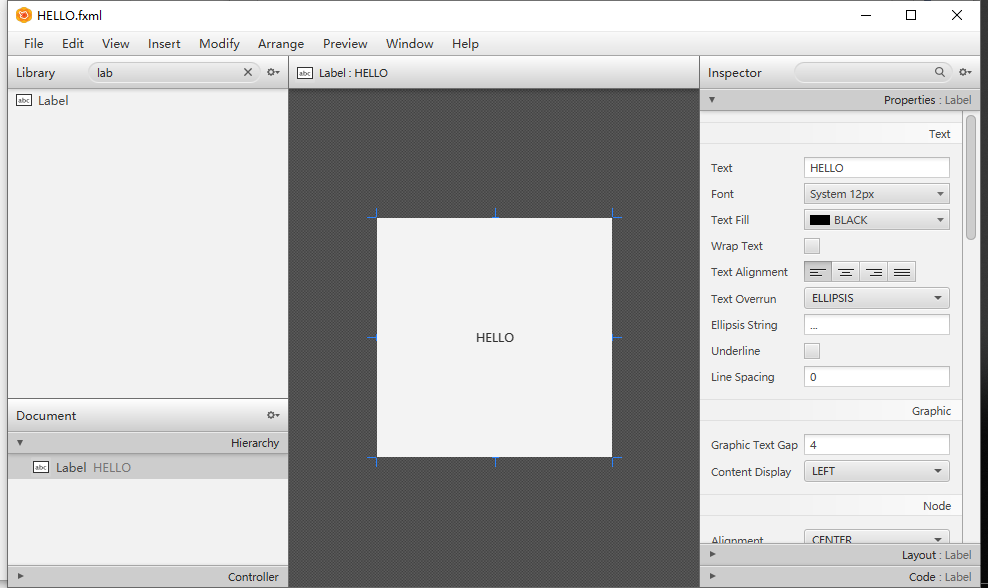 HELLO.fxml
File Edit View Insert Modify Arrange Preview Window Help
Library lab
abc Label : HELLO
Inspector
abc Label
Properties : Label
Text
Text HELLO
Font System 12px
Text Fill BLACK
Wrap Text
Text Alignment
Text Overrun ELLIPSIS
Ellipsis String ...
Underline
Line Spacing 0
HELLO
Graphic
Graphic Text Gap 4
Content Display LEFT
Node
Alignment CENTER
Document
Hierarchy
abc Label HELLO
Controller
Layout : Label
Code : Label